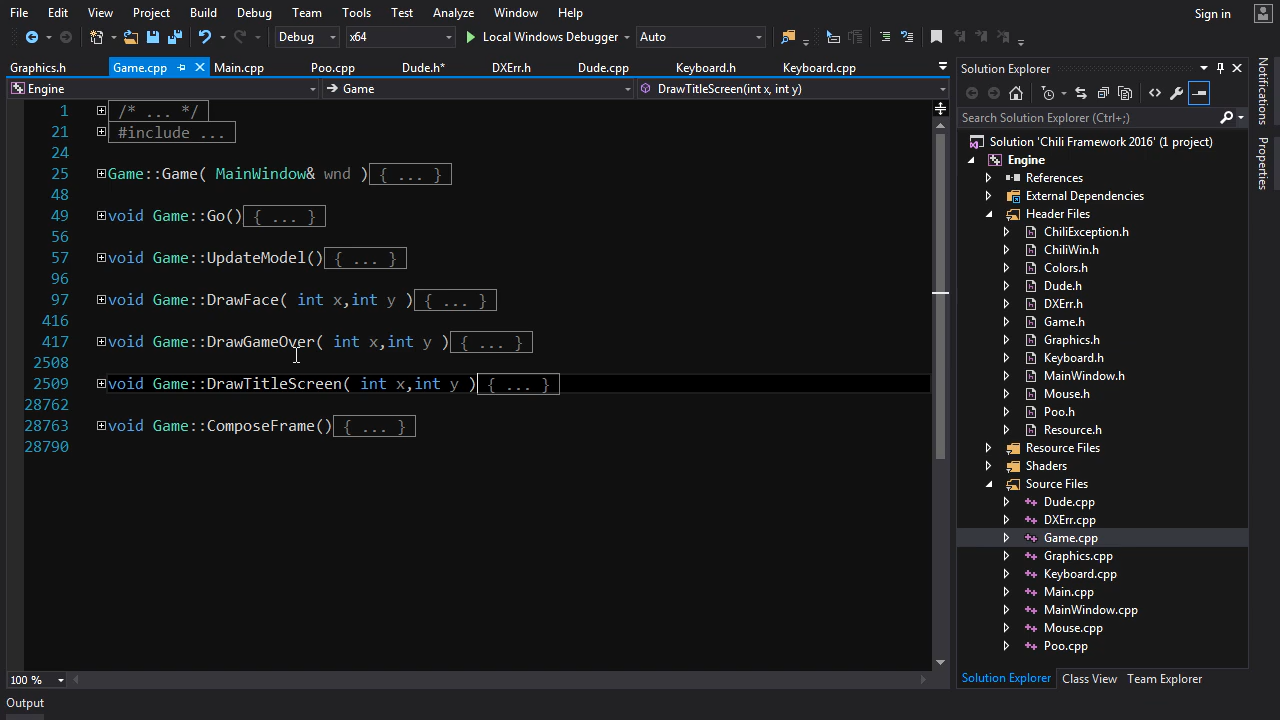 File Edit View Project Build Debug Team Tools Test Analyze Window Help Sign in
Debug x64 Local Windows Debugger Auto
Graphics.h Game.cpp Main.cpp Poo.cpp Dude.h* DXErr.h Dude.cpp Keyboard.h Keyboard.cpp
Engine Game DrawTitleScreen(int x, int y)
1 /* ... */
21 #include ...
24
25 Game::Game( MainWindow& wnd ) { ... }
48
49 void Game::Go() { ... }
56
57 void Game::UpdateModel() { ... }
96
97 void Game::DrawFace( int x,int y ) { ... }
416
417 void Game::DrawGameOver( int x,int y ) { ... }
2508
2509 void Game::DrawTitleScreen( int x,int y ) { ... }
28762
28763 void Game::ComposeFrame() { ... }
28790
100 %
Output
Solution Explorer
Search Solution Explorer (Ctrl+;)
Solution 'Chili Framework 2016' (1 project)
Engine
References
External Dependencies
Header Files
ChiliException.h
ChiliWin.h
Colors.h
Dude.h
DXErr.h
Game.h
Graphics.h
Keyboard.h
MainWindow.h
Mouse.h
Poo.h
Resource.h
Resource Files
Shaders
Source Files
Dude.cpp
DXErr.cpp
Game.cpp
Graphics.cpp
Keyboard.cpp
Main.cpp
MainWindow.cpp
Mouse.cpp
Poo.cpp
Solution Explorer Class View Team Explorer
Notifications
Properties